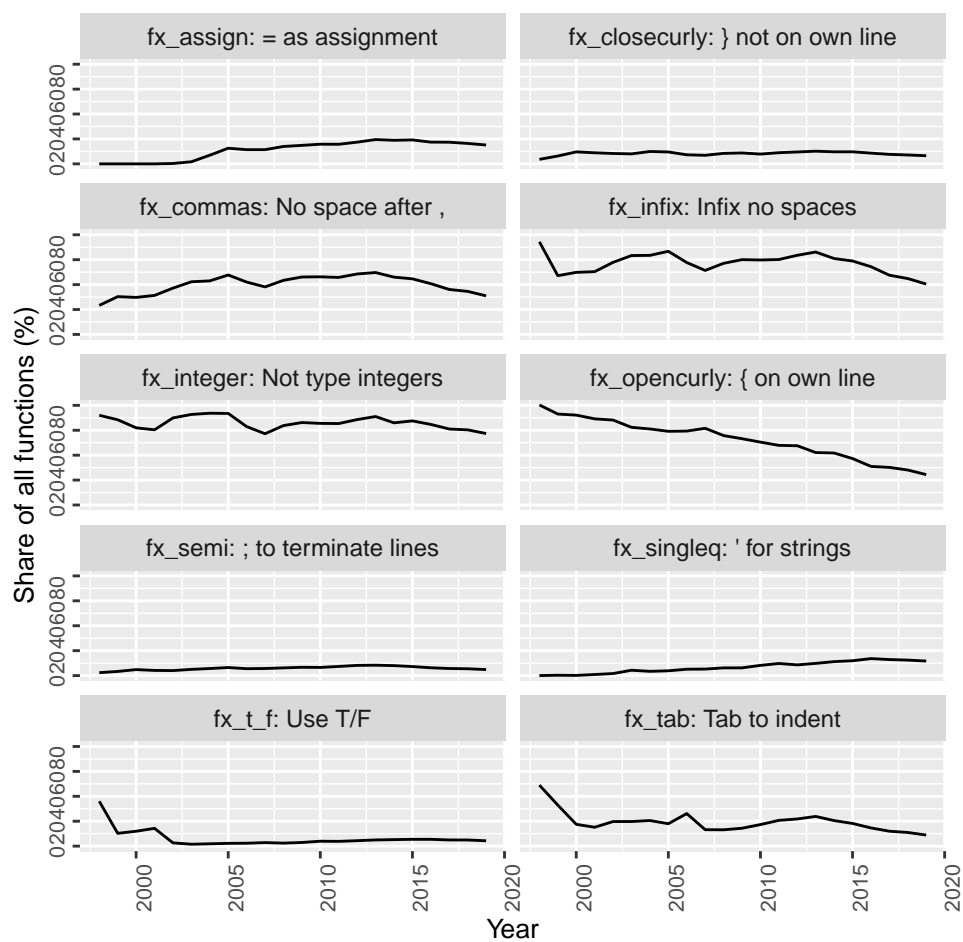 fx_assign: = as assignment
fx_closecurly: } not on own line
020406080
fx_commas: No space after ,
fx_infix: Infix no spaces
020406080
fx_integer: Not type integers
fx_opencurly: { on own line
020406080
fx_semi: ; to terminate lines
fx_singleq: ' for strings
020406080
fx_t_f: Use T/F
fx_tab: Tab to indent
020406080
Share of all functions (%)
2000 2005 2010 2015 2020 2000 2005 2010 2015 2020
Year